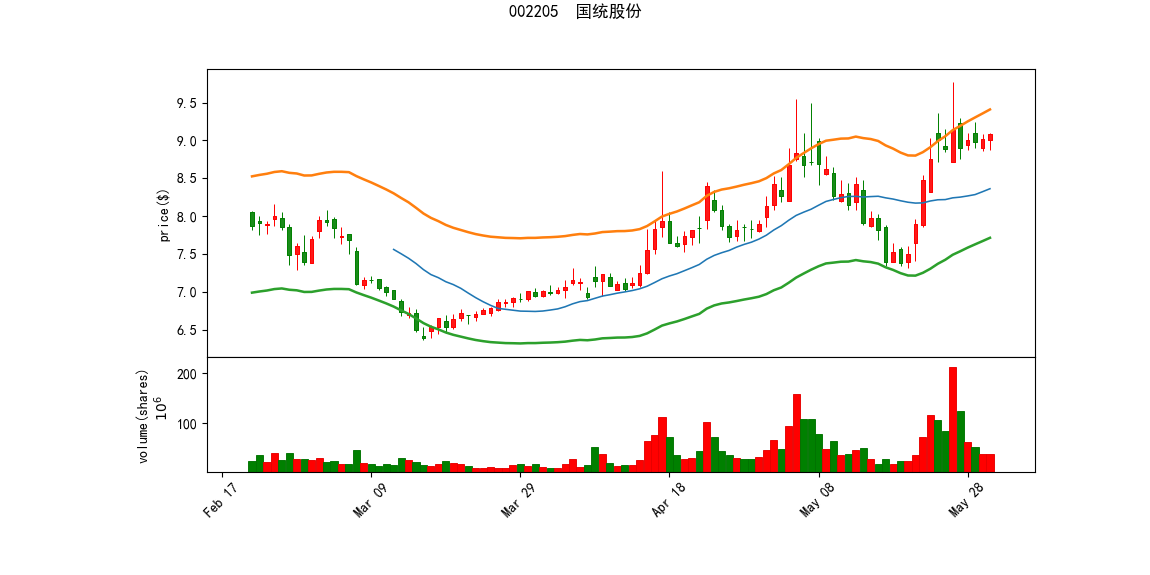 002205 国统股份
price($)
9.5
9.0
8.5
8.0
7.5
7.0
6.5
volume(shares)
10^6
200
100
Feb 17
Mar 09
Mar 29
Apr 18
May 08
May 28